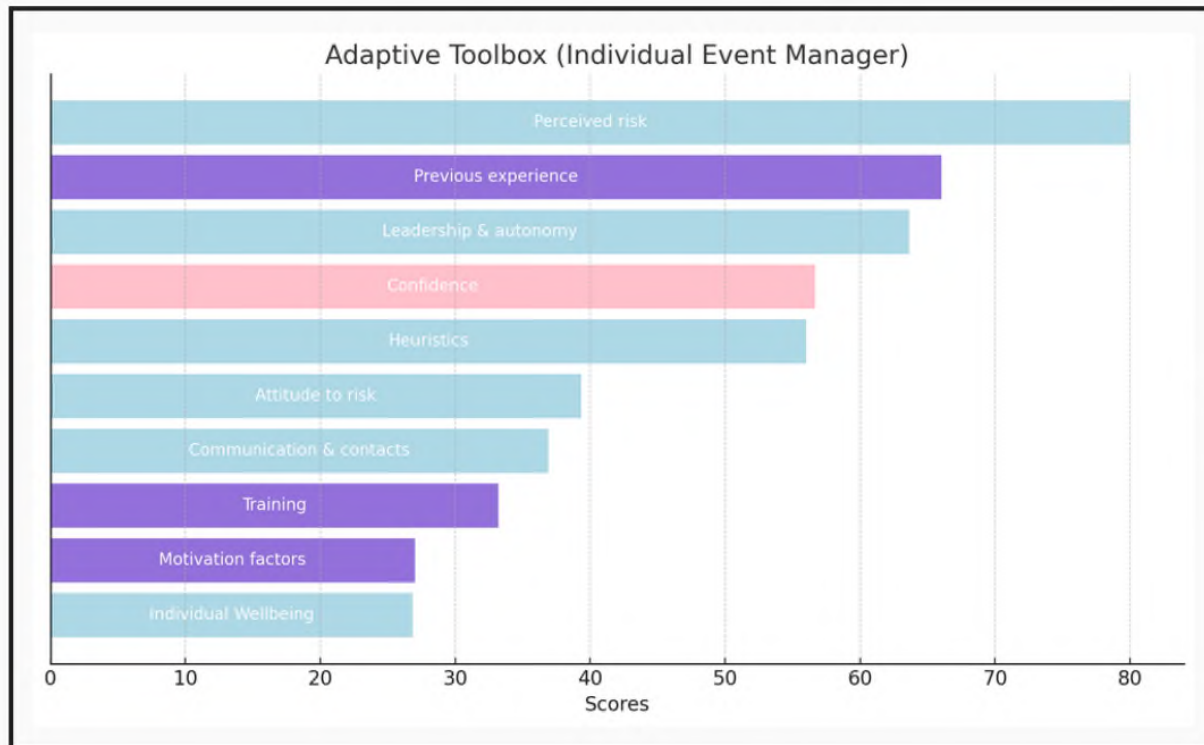 Adaptive Toolbox (Individual Event Manager)
Perceived risk
Previous experience
Leadership & autonomy
Confidence
Heuristics
Attitude to risk
Communication & contacts
Training
Motivation factors
Individual Wellbeing
0 10 20 30 40 50 60 70 80
Scores